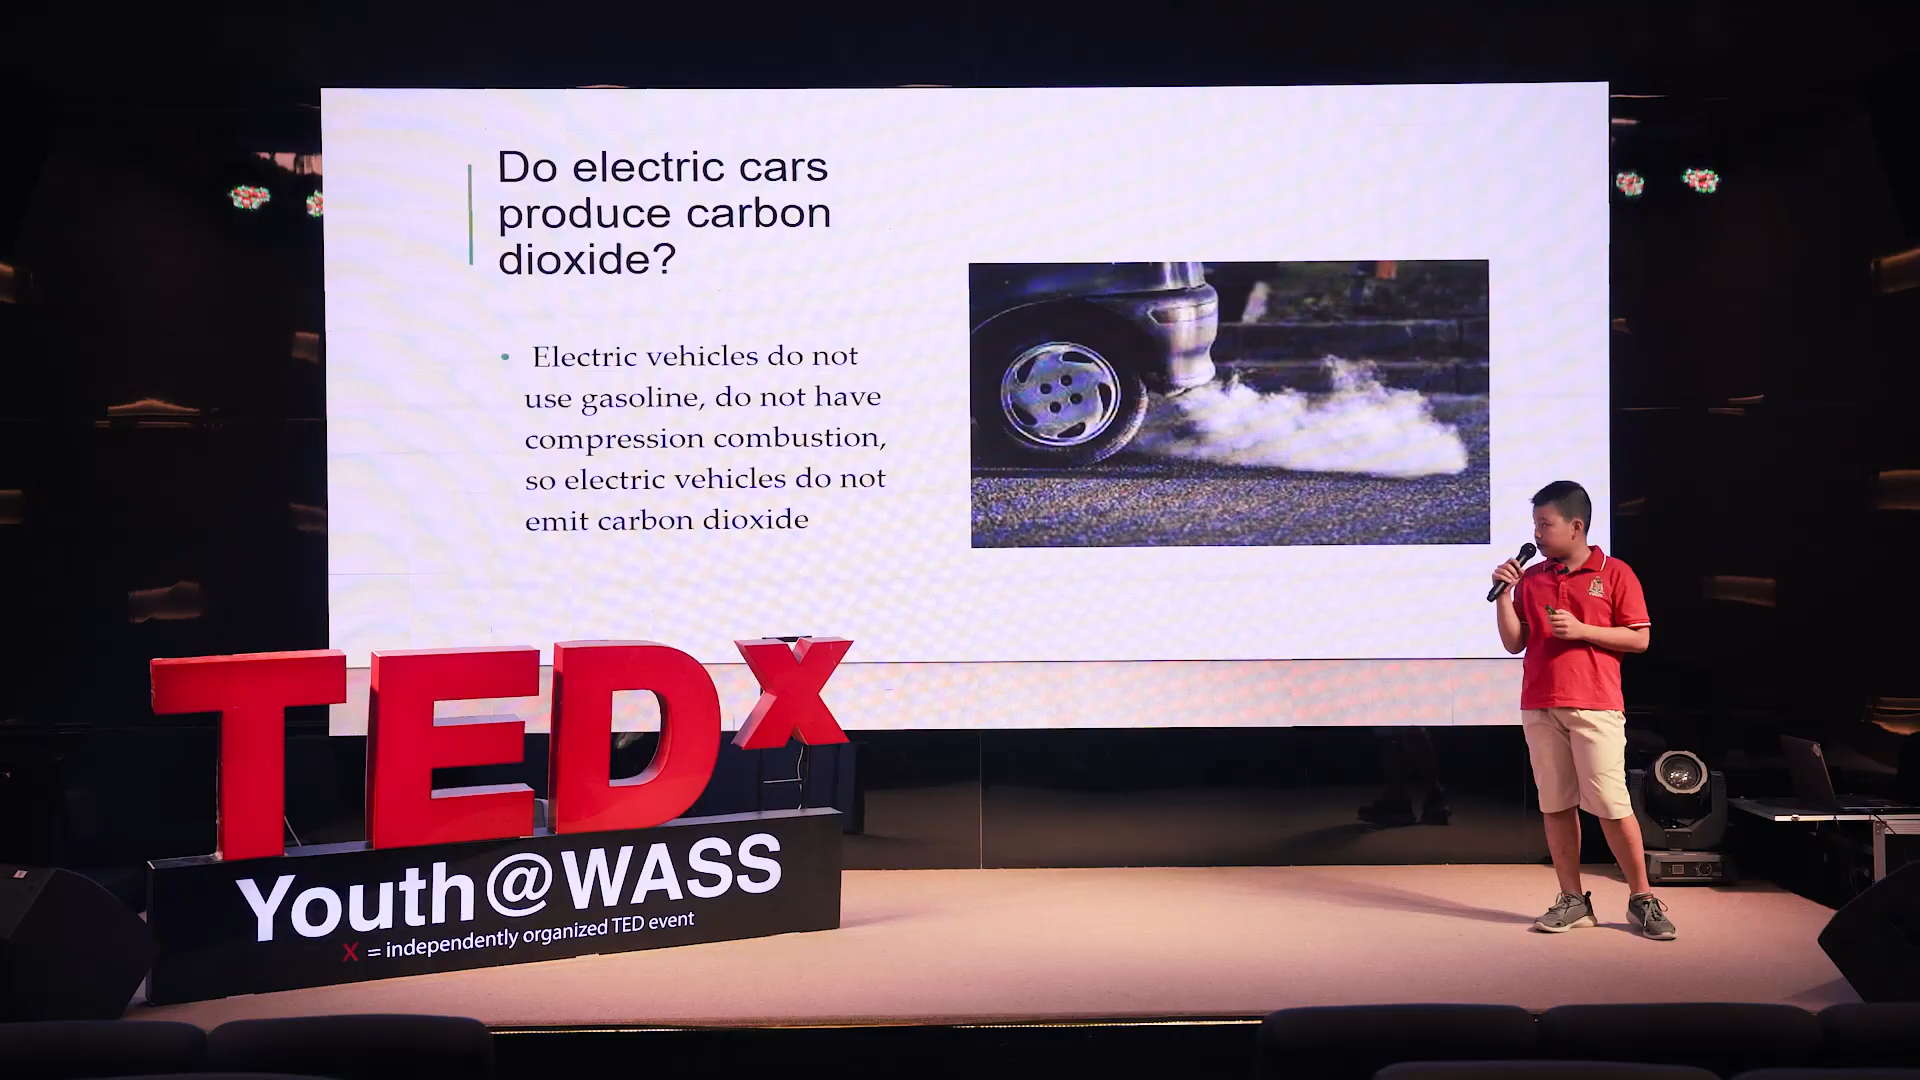 Do electric cars
produce carbon
dioxide?
• Electric vehicles do not
use gasoline, do not have
compression combustion,
so electric vehicles do not
emit carbon dioxide
TEDx
Youth@WASS
X = independently organized TED event